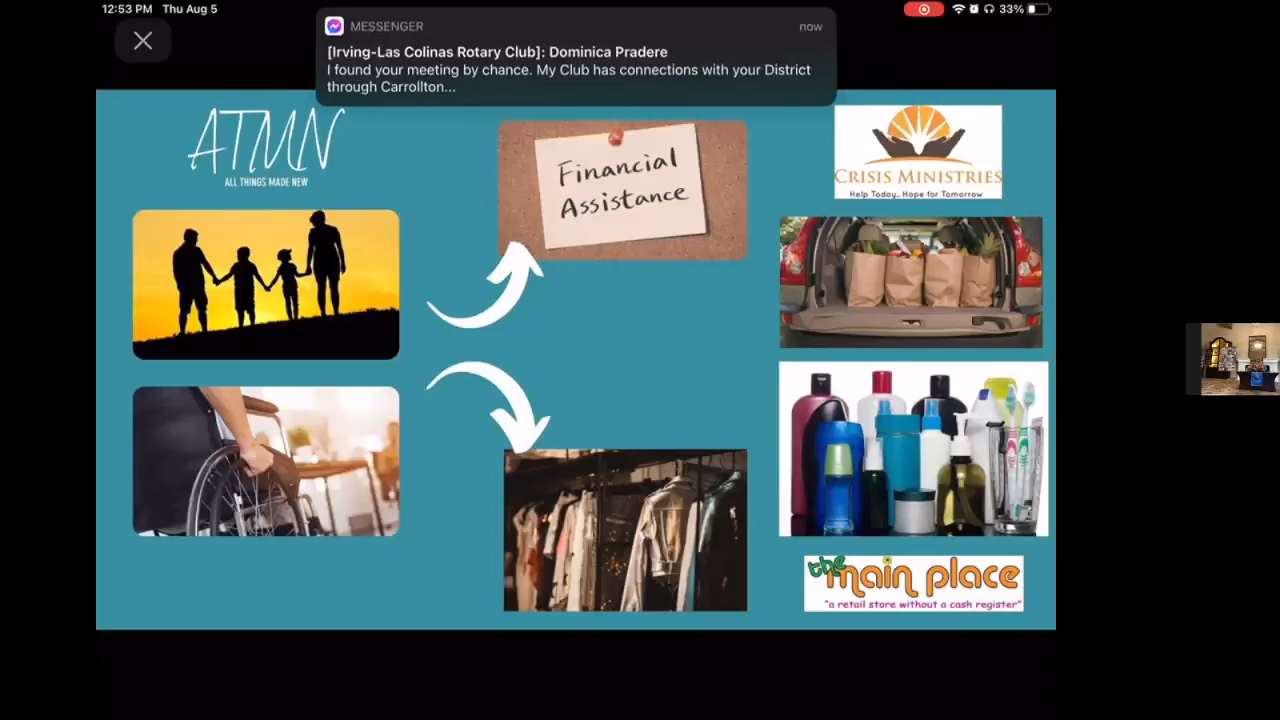 12:53 PM Thu Aug 5
33%
MESSENGER
now
[Irving-Las Colinas Rotary Club]: Dominica Pradere
I found your meeting by chance. My Club has connections with your District
through Carrollton...
ATMN
ALL THINGS MADE NEW
Financial
Assistance
CRISIS MINISTRIES
Help Today.. Hope for Tomorrow
the main place
"a retail store without a cash register"